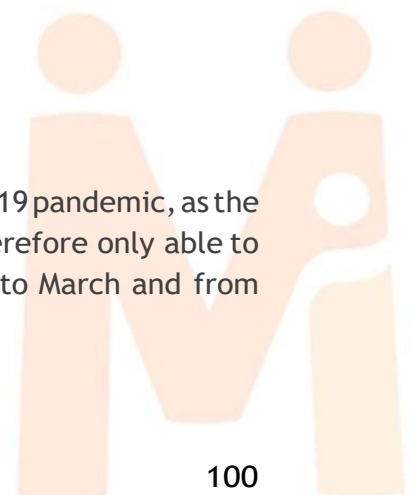 19 pandemic, as the
erefore only able to
to March and from
100